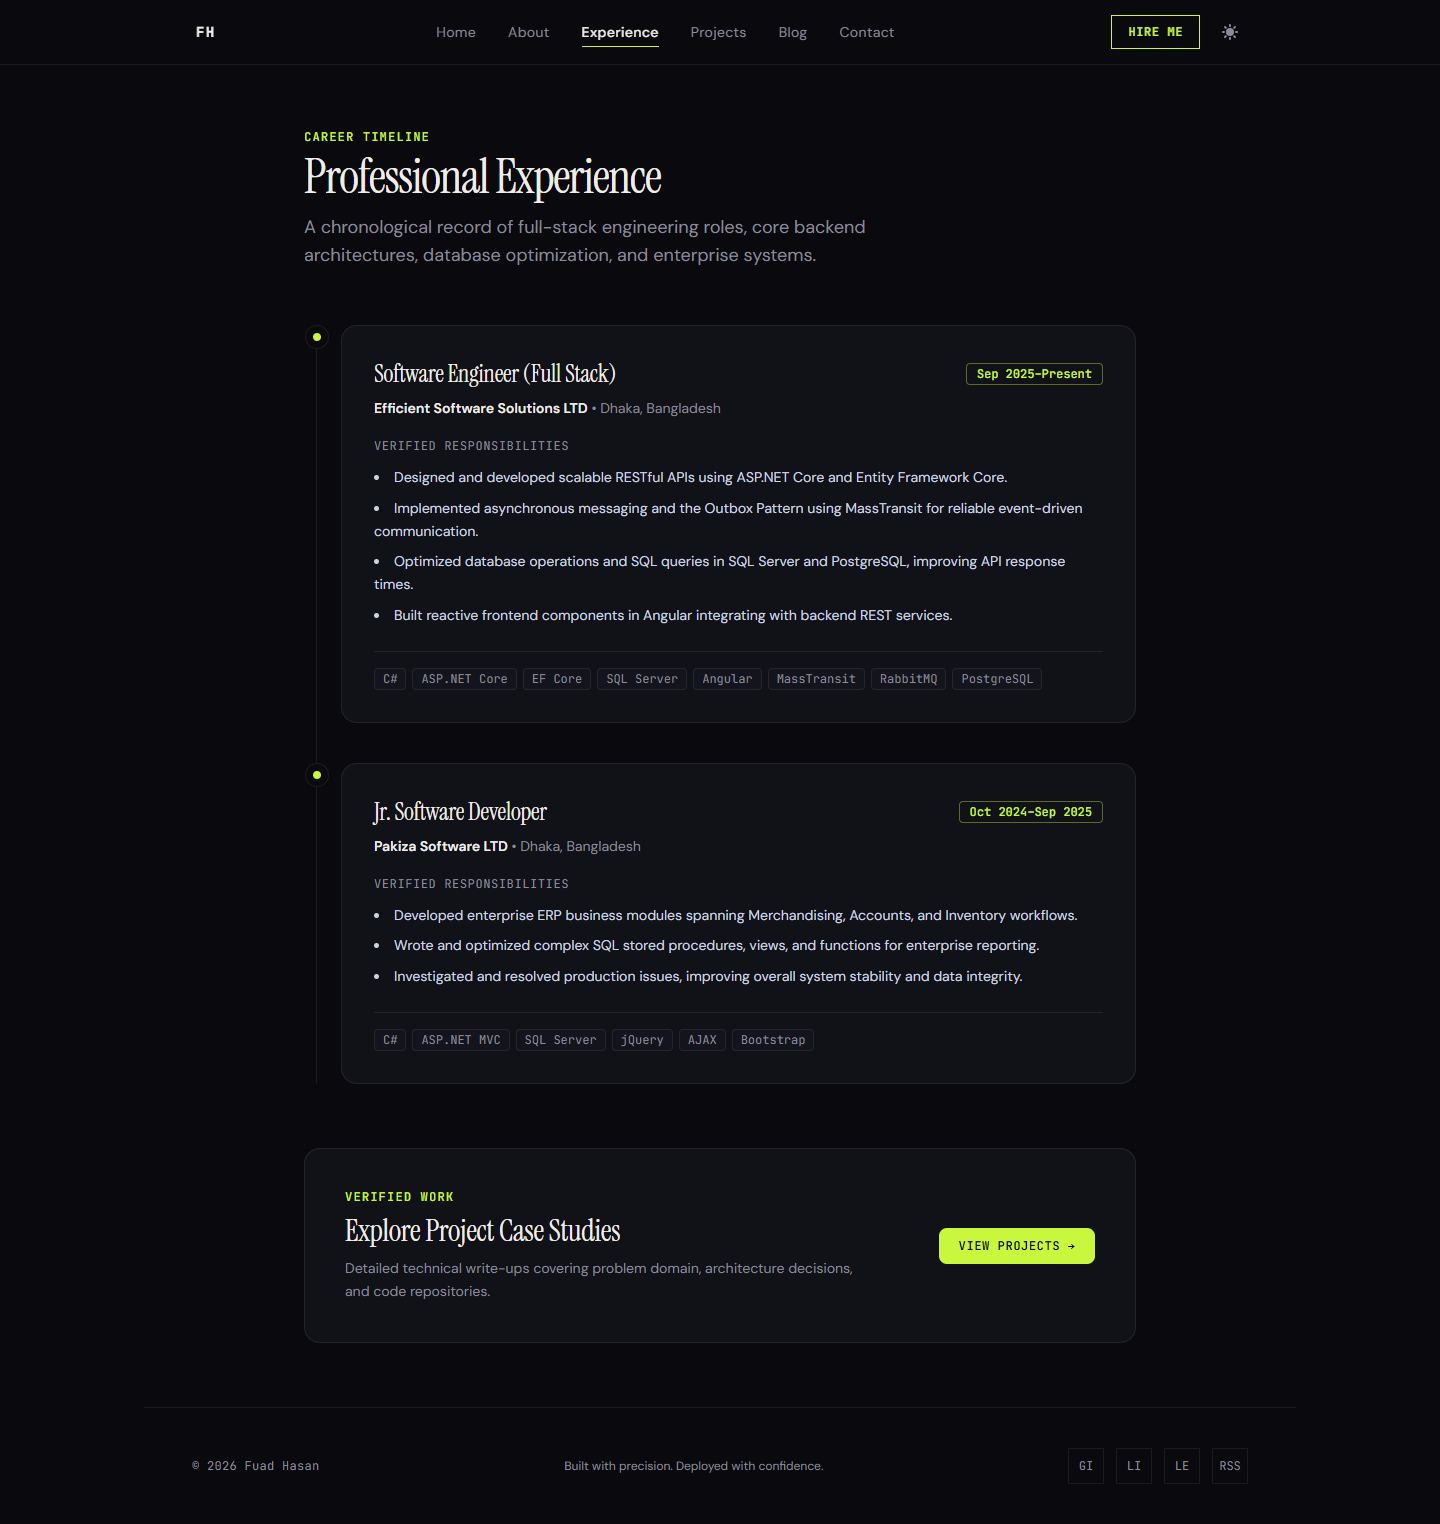 FH
Home
About
Experience
Projects
Blog
Contact
HIRE ME
CAREER TIMELINE
Professional Experience
A chronological record of full-stack engineering roles, core backend
architectures, database optimization, and enterprise systems.
Software Engineer (Full Stack)
Sep 2025–Present
Efficient Software Solutions LTD • Dhaka, Bangladesh
VERIFIED RESPONSIBILITIES
• Designed and developed scalable RESTful APIs using ASP.NET Core and Entity Framework Core.
• Implemented asynchronous messaging and the Outbox Pattern using MassTransit for reliable event-driven
communication.
• Optimized database operations and SQL queries in SQL Server and PostgreSQL, improving API response
times.
• Built reactive frontend components in Angular integrating with backend REST services.
C#
ASP.NET Core
EF Core
SQL Server
Angular
MassTransit
RabbitMQ
PostgreSQL
Jr. Software Developer
Oct 2024–Sep 2025
Pakiza Software LTD • Dhaka, Bangladesh
VERIFIED RESPONSIBILITIES
• Developed enterprise ERP business modules spanning Merchandising, Accounts, and Inventory workflows.
• Wrote and optimized complex SQL stored procedures, views, and functions for enterprise reporting.
• Investigated and resolved production issues, improving overall system stability and data integrity.
C#
ASP.NET MVC
SQL Server
jQuery
AJAX
Bootstrap
VERIFIED WORK
Explore Project Case Studies
Detailed technical write-ups covering problem domain, architecture decisions,
and code repositories.
VIEW PROJECTS →
© 2026 Fuad Hasan
Built with precision. Deployed with confidence.
GI
LI
LE
RSS